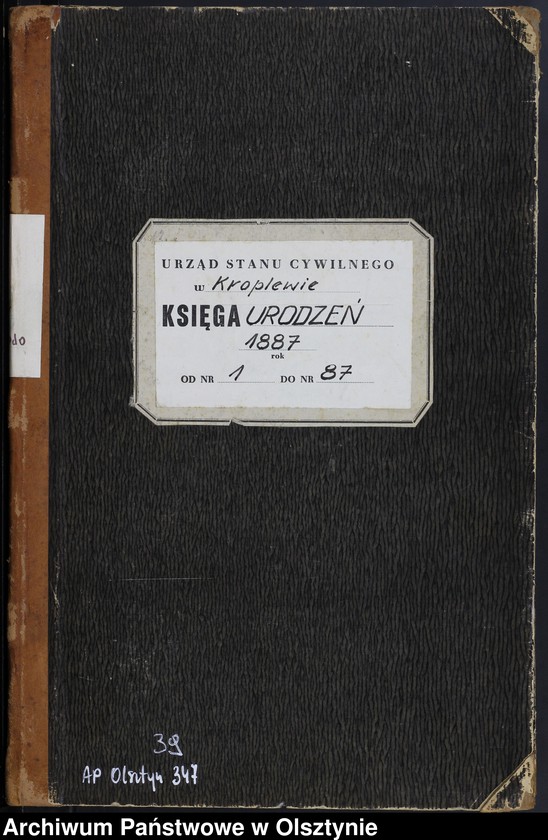 URZĄD STANU CYWILNEGO
w Kroplewie
KSIĘGA URODZEŃ
1887
rok
OD NR 1 DO NR 87
do
39
AP Olsztyn 347
Archiwum Państwowe w Olsztynie